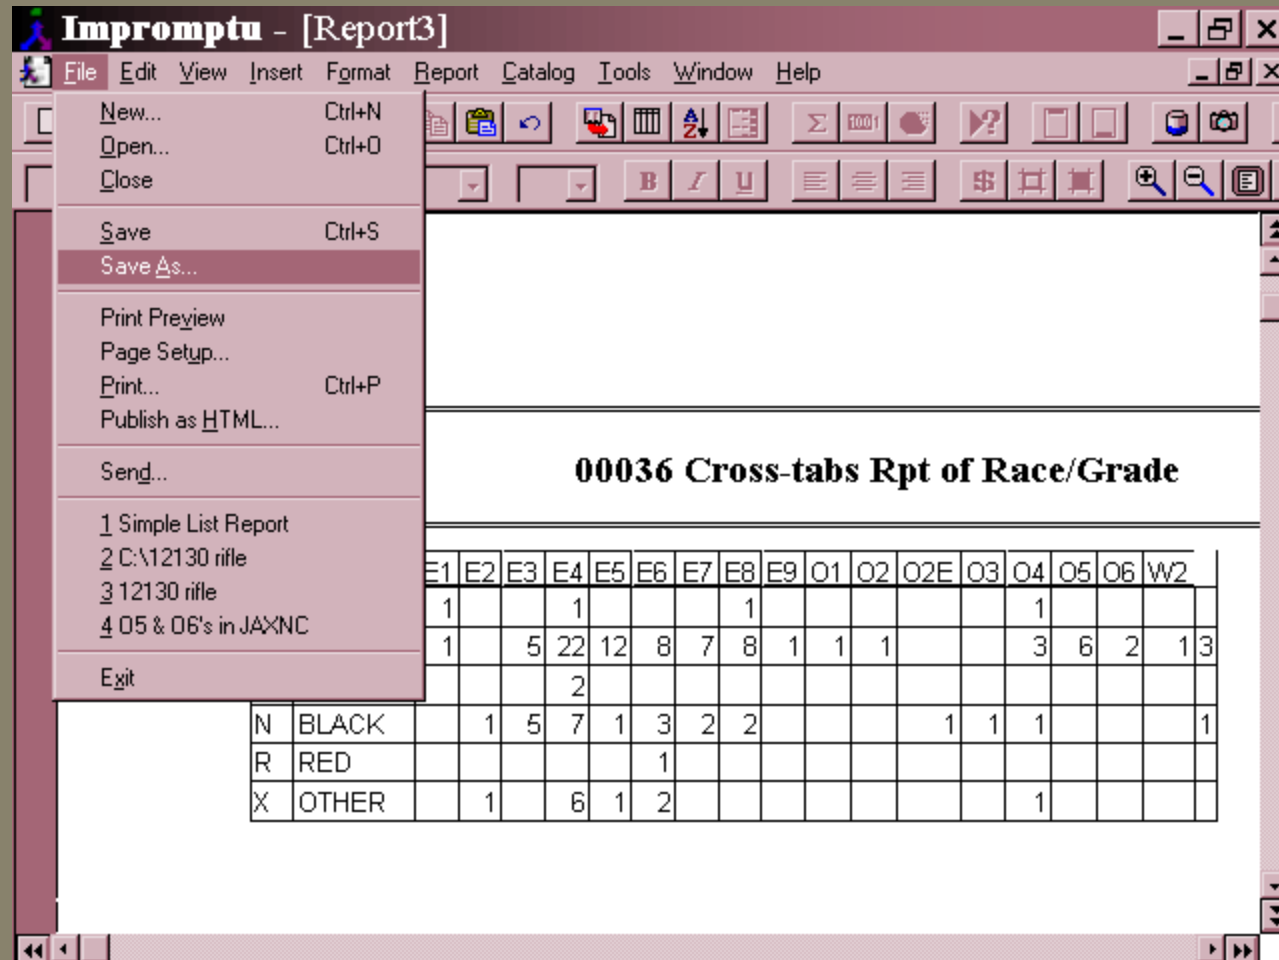 Impromptu - [Report3]
File Edit View Insert Format Report Catalog Tools Window Help
New... Ctrl+N
Open... Ctrl+O
Close
Save Ctrl+S
Save As...
Print Preview
Page Setup...
Print... Ctrl+P
Publish as HTML...
Send...
1 Simple List Report
2 C:\12130 rifle
3 12130 rifle
4 O5 & O6's in JAXNC
Exit
B I U
00036 Cross-tabs Rpt of Race/Grade
E1 E2 E3 E4 E5 E6 E7 E8 E9 O1 O2 O2E O3 O4 O5 O6 W2
1 1 1 1
1 5 22 12 8 7 8 1 1 1 3 6 2 1 3
2
N BLACK 1 5 7 1 3 2 2 1 1 1 1
R RED 1
X OTHER 1 6 1 2 1